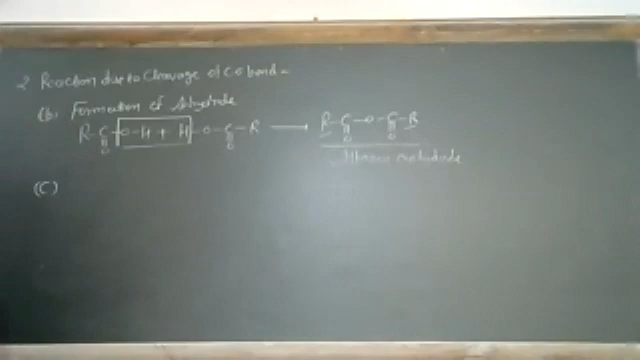 2 Reaction due to Cleavage of C-O bond -
(b) Formation of Anhydride
R-C-O-H + H-O-C-R → R-C-O-C-R
O O O O
(C)